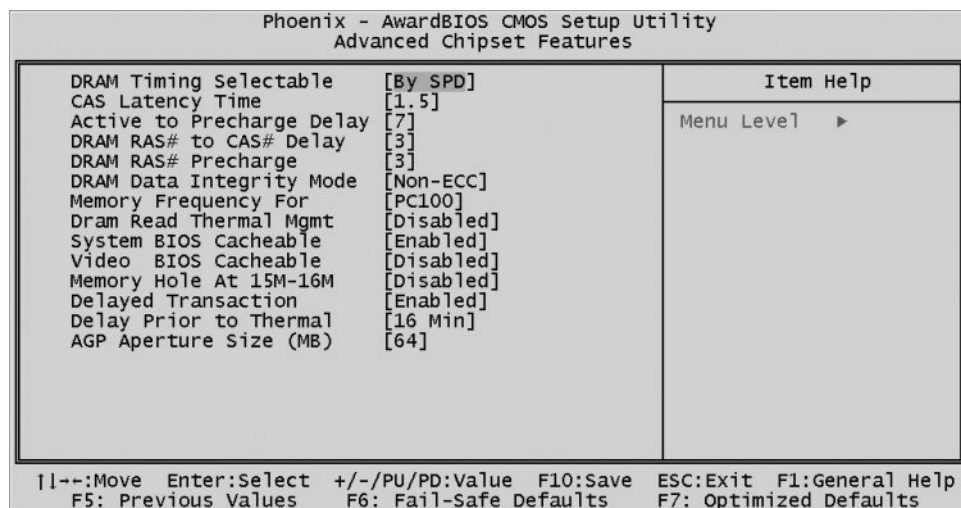 Phoenix - AwardBIOS CMOS Setup Utility
Advanced Chipset Features
DRAM Timing Selectable [By SPD]
CAS Latency Time [1.5]
Active to Precharge Delay [7]
DRAM RAS# to CAS# Delay [3]
DRAM RAS# Precharge [3]
DRAM Data Integrity Mode [Non-ECC]
Memory Frequency For [PC100]
Dram Read Thermal Mgmt [Disabled]
System BIOS Cacheable [Enabled]
Video BIOS Cacheable [Disabled]
Memory Hole At 15M-16M [Disabled]
Delayed Transaction [Enabled]
Delay Prior to Thermal [16 Min]
AGP Aperture Size (MB) [64]
Item Help
Menu Level ►
↑↓→←:Move Enter:Select +/-/PU/PD:Value F10:Save ESC:Exit F1:General Help
F5: Previous Values F6: Fail-Safe Defaults F7: Optimized Defaults